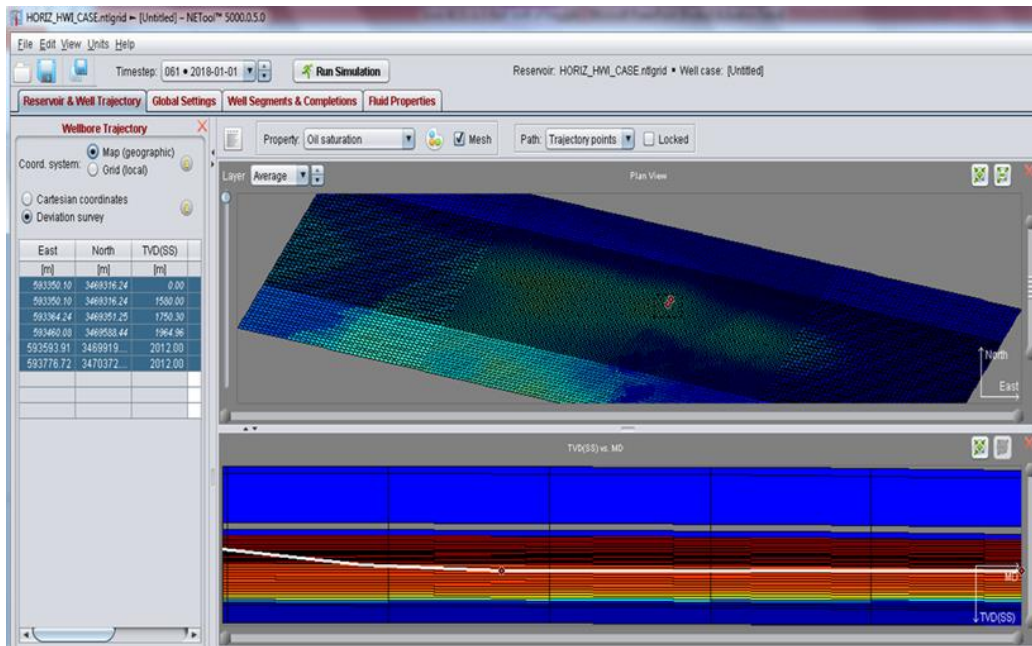 HORIZ_HWI_CASE.ntlgrid ► [Untitled] – NETool™ 5000.0.5.0
File Edit View Units Help
Timestep: 061 • 2018-01-01 Run Simulation Reservoir: HORIZ_HWI_CASE.ntlgrid • Well case: [Untitled]
Reservoir & Well Trajectory Global Settings Well Segments & Completions Fluid Properties
Wellbore Trajectory
Property: Oil saturation Mesh Path: Trajectory points Locked
Coord. system: Map (geographic)
Grid (local)
Layer Average Plan View
Cartesian coordinates
Deviation survey
East North TVD(SS)
[m] [m] [m]
593350.10 3469316.24 0.00
593350.10 3469316.24 1580.00
593364.24 3469351.25 1750.30
593460.08 3469588.44 1964.96
593593.91 3469919... 2012.00
593776.72 3470372... 2012.00
North
East
TVD(SS) vs. MD
MD
TVD(SS)